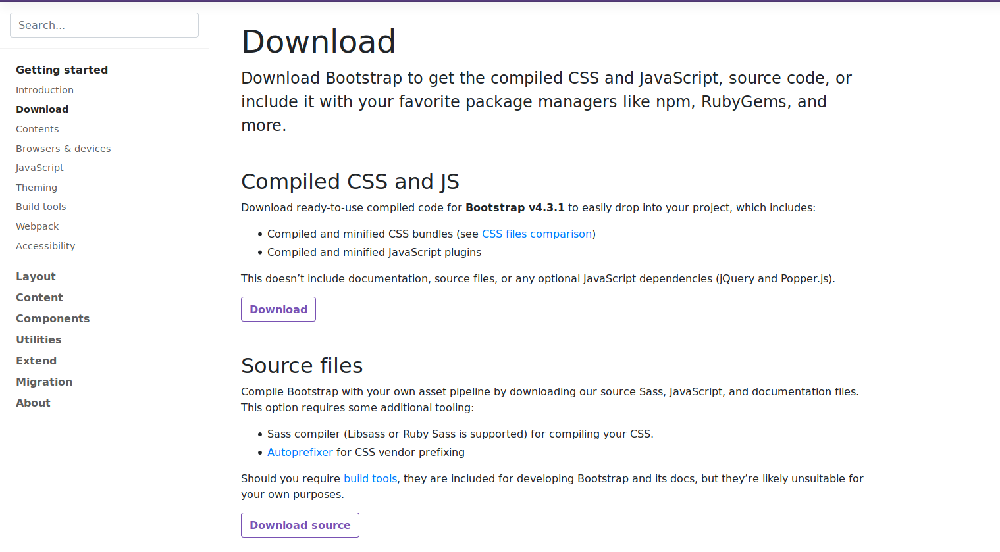 Search...
Getting started
Introduction
Download
Contents
Browsers & devices
JavaScript
Theming
Build tools
Webpack
Accessibility
Layout
Content
Components
Utilities
Extend
Migration
About
Download
Download Bootstrap to get the compiled CSS and JavaScript, source code, or
include it with your favorite package managers like npm, RubyGems, and
more.
Compiled CSS and JS
Download ready-to-use compiled code for Bootstrap v4.3.1 to easily drop into your project, which includes:
• Compiled and minified CSS bundles (see CSS files comparison)
• Compiled and minified JavaScript plugins
This doesn’t include documentation, source files, or any optional JavaScript dependencies (jQuery and Popper.js).
Download
Source files
Compile Bootstrap with your own asset pipeline by downloading our source Sass, JavaScript, and documentation files.
This option requires some additional tooling:
• Sass compiler (Libsass or Ruby Sass is supported) for compiling your CSS.
• Autoprefixer for CSS vendor prefixing
Should you require build tools, they are included for developing Bootstrap and its docs, but they’re likely unsuitable for
your own purposes.
Download source